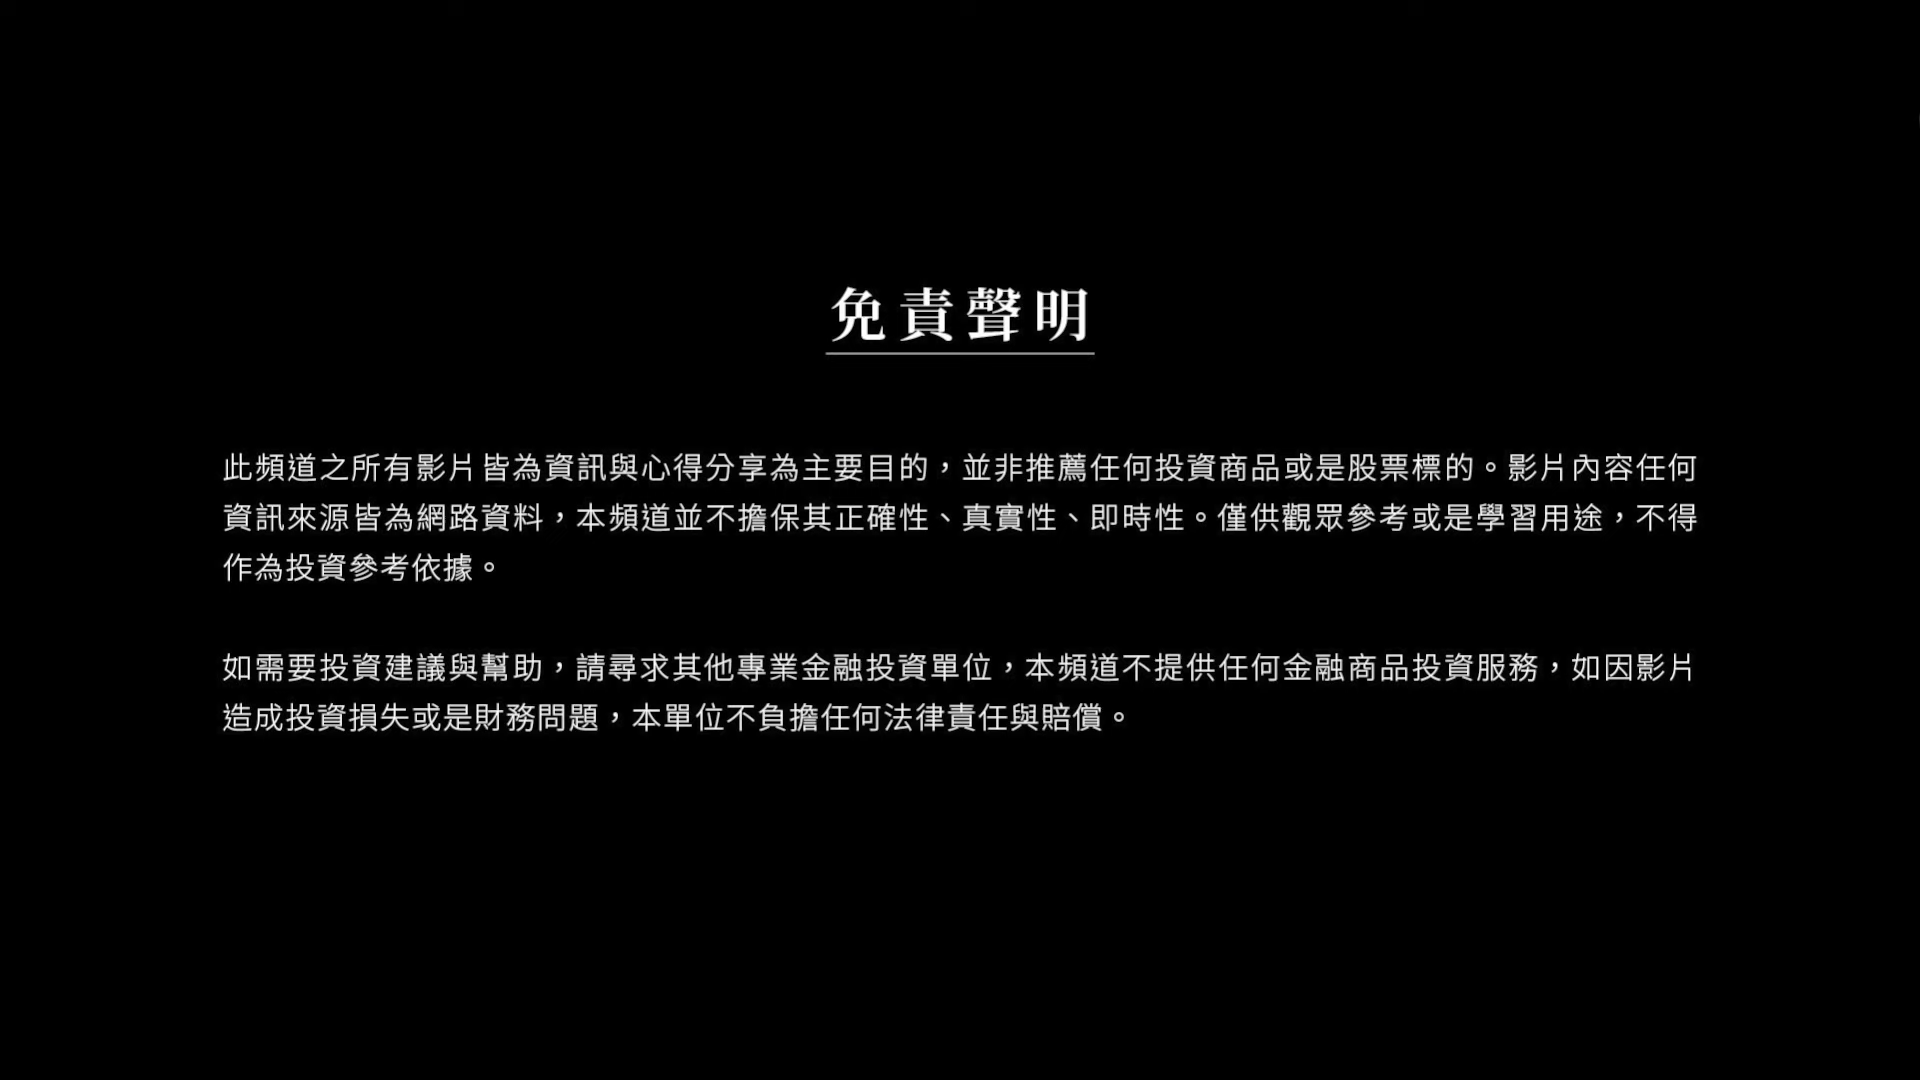 免責聲明
此頻道之所有影片皆為資訊與心得分享為主要目的，並非推薦任何投資商品或是股票標的。影片內容任何
資訊來源皆為網路資料，本頻道並不擔保其正確性、真實性、即時性。僅供觀眾參考或是學習用途，不得
作為投資參考依據。
如需要投資建議與幫助，請尋求其他專業金融投資單位，本頻道不提供任何金融商品投資服務，如因影片
造成投資損失或是財務問題，本單位不負擔任何法律責任與賠償。